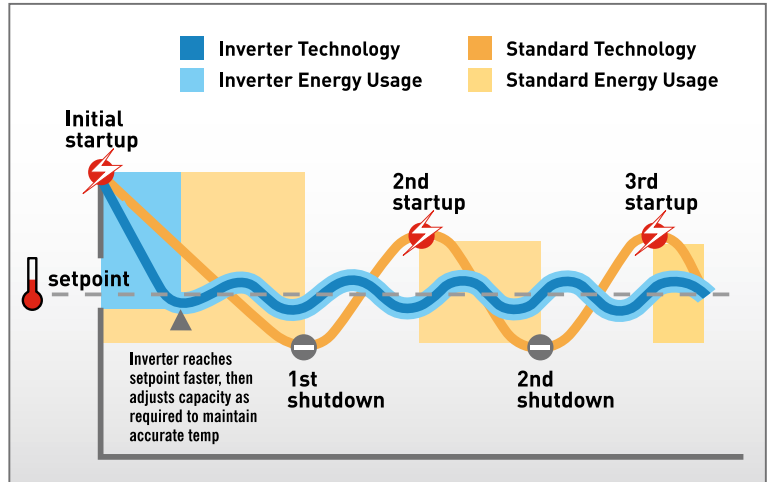 Inverter Technology
Standard Technology
Inverter Energy Usage
Standard Energy Usage
Initial
startup
2nd
startup
3rd
startup
setpoint
Inverter reaches
setpoint faster, then
adjusts capacity as
required to maintain
accurate temp
1st
shutdown
2nd
shutdown